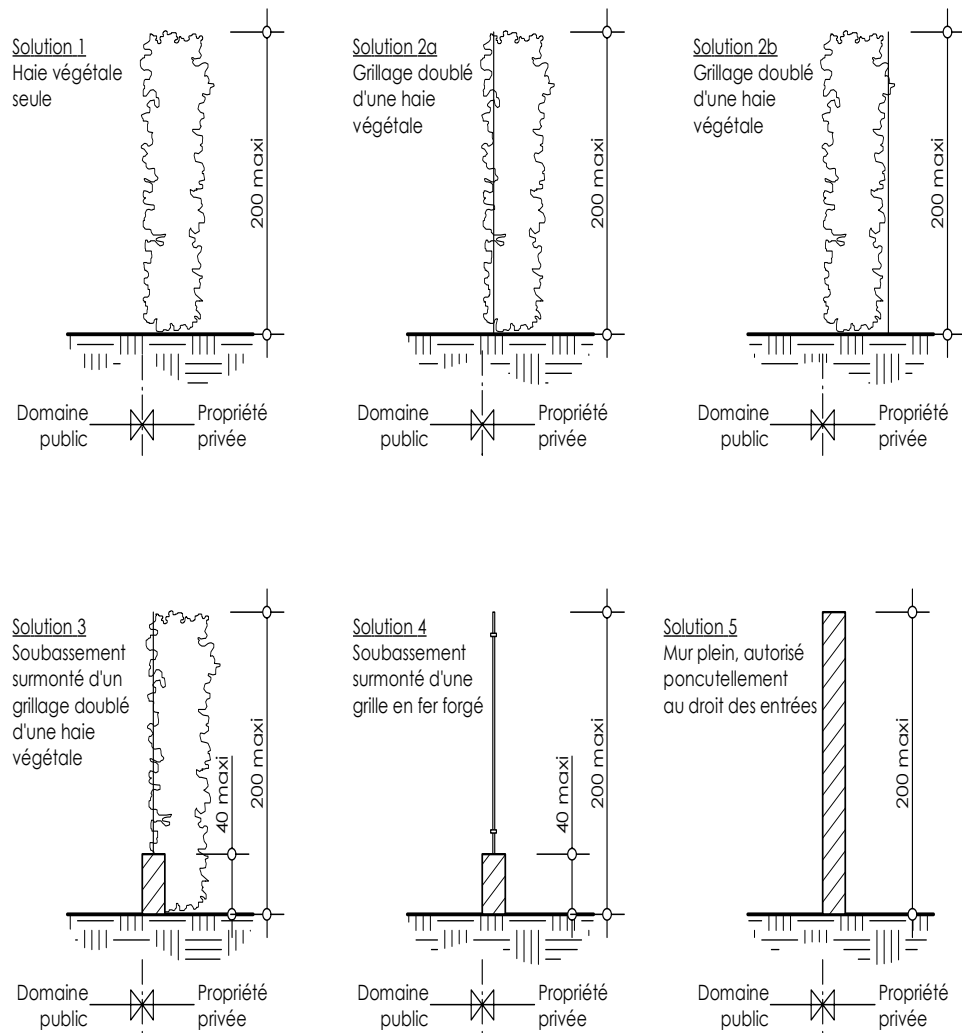 Solution 1
Haie végétale
seule
200 maxi
Domaine
public
Propriété
privée
Solution 2a
Grillage doublé
d'une haie
végétale
200 maxi
Domaine
public
Propriété
privée
Solution 2b
Grillage doublé
d'une haie
végétale
200 maxi
Domaine
public
Propriété
privée
Solution 3
Soubassement
surmonté d'un
grillage doublé
d'une haie
végétale
40 maxi
200 maxi
Domaine
public
Propriété
privée
Solution 4
Soubassement
surmonté d'une
grille en fer forgé
40 maxi
200 maxi
Domaine
public
Propriété
privée
Solution 5
Mur plein, autorisé
poncutellement
au droit des entrées
200 maxi
Domaine
public
Propriété
privée